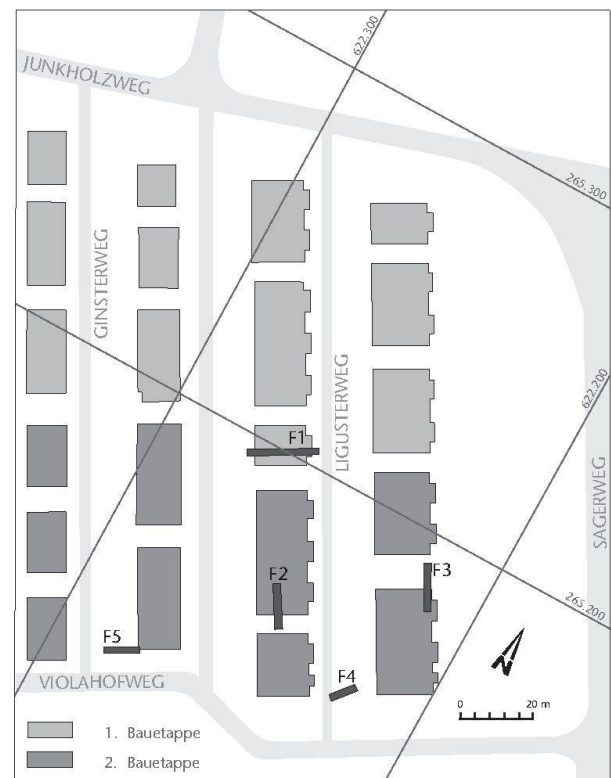 JUNKHOLZWEG
622.300
265.300
GINSTERWEG
LIGUSTERWEG
622.200
SAGERWEG
F1
F2
F3
265.200
F5
F4
N
VIOLAHOFWEG
0 20 m
1. Bauetappe
2. Bauetappe